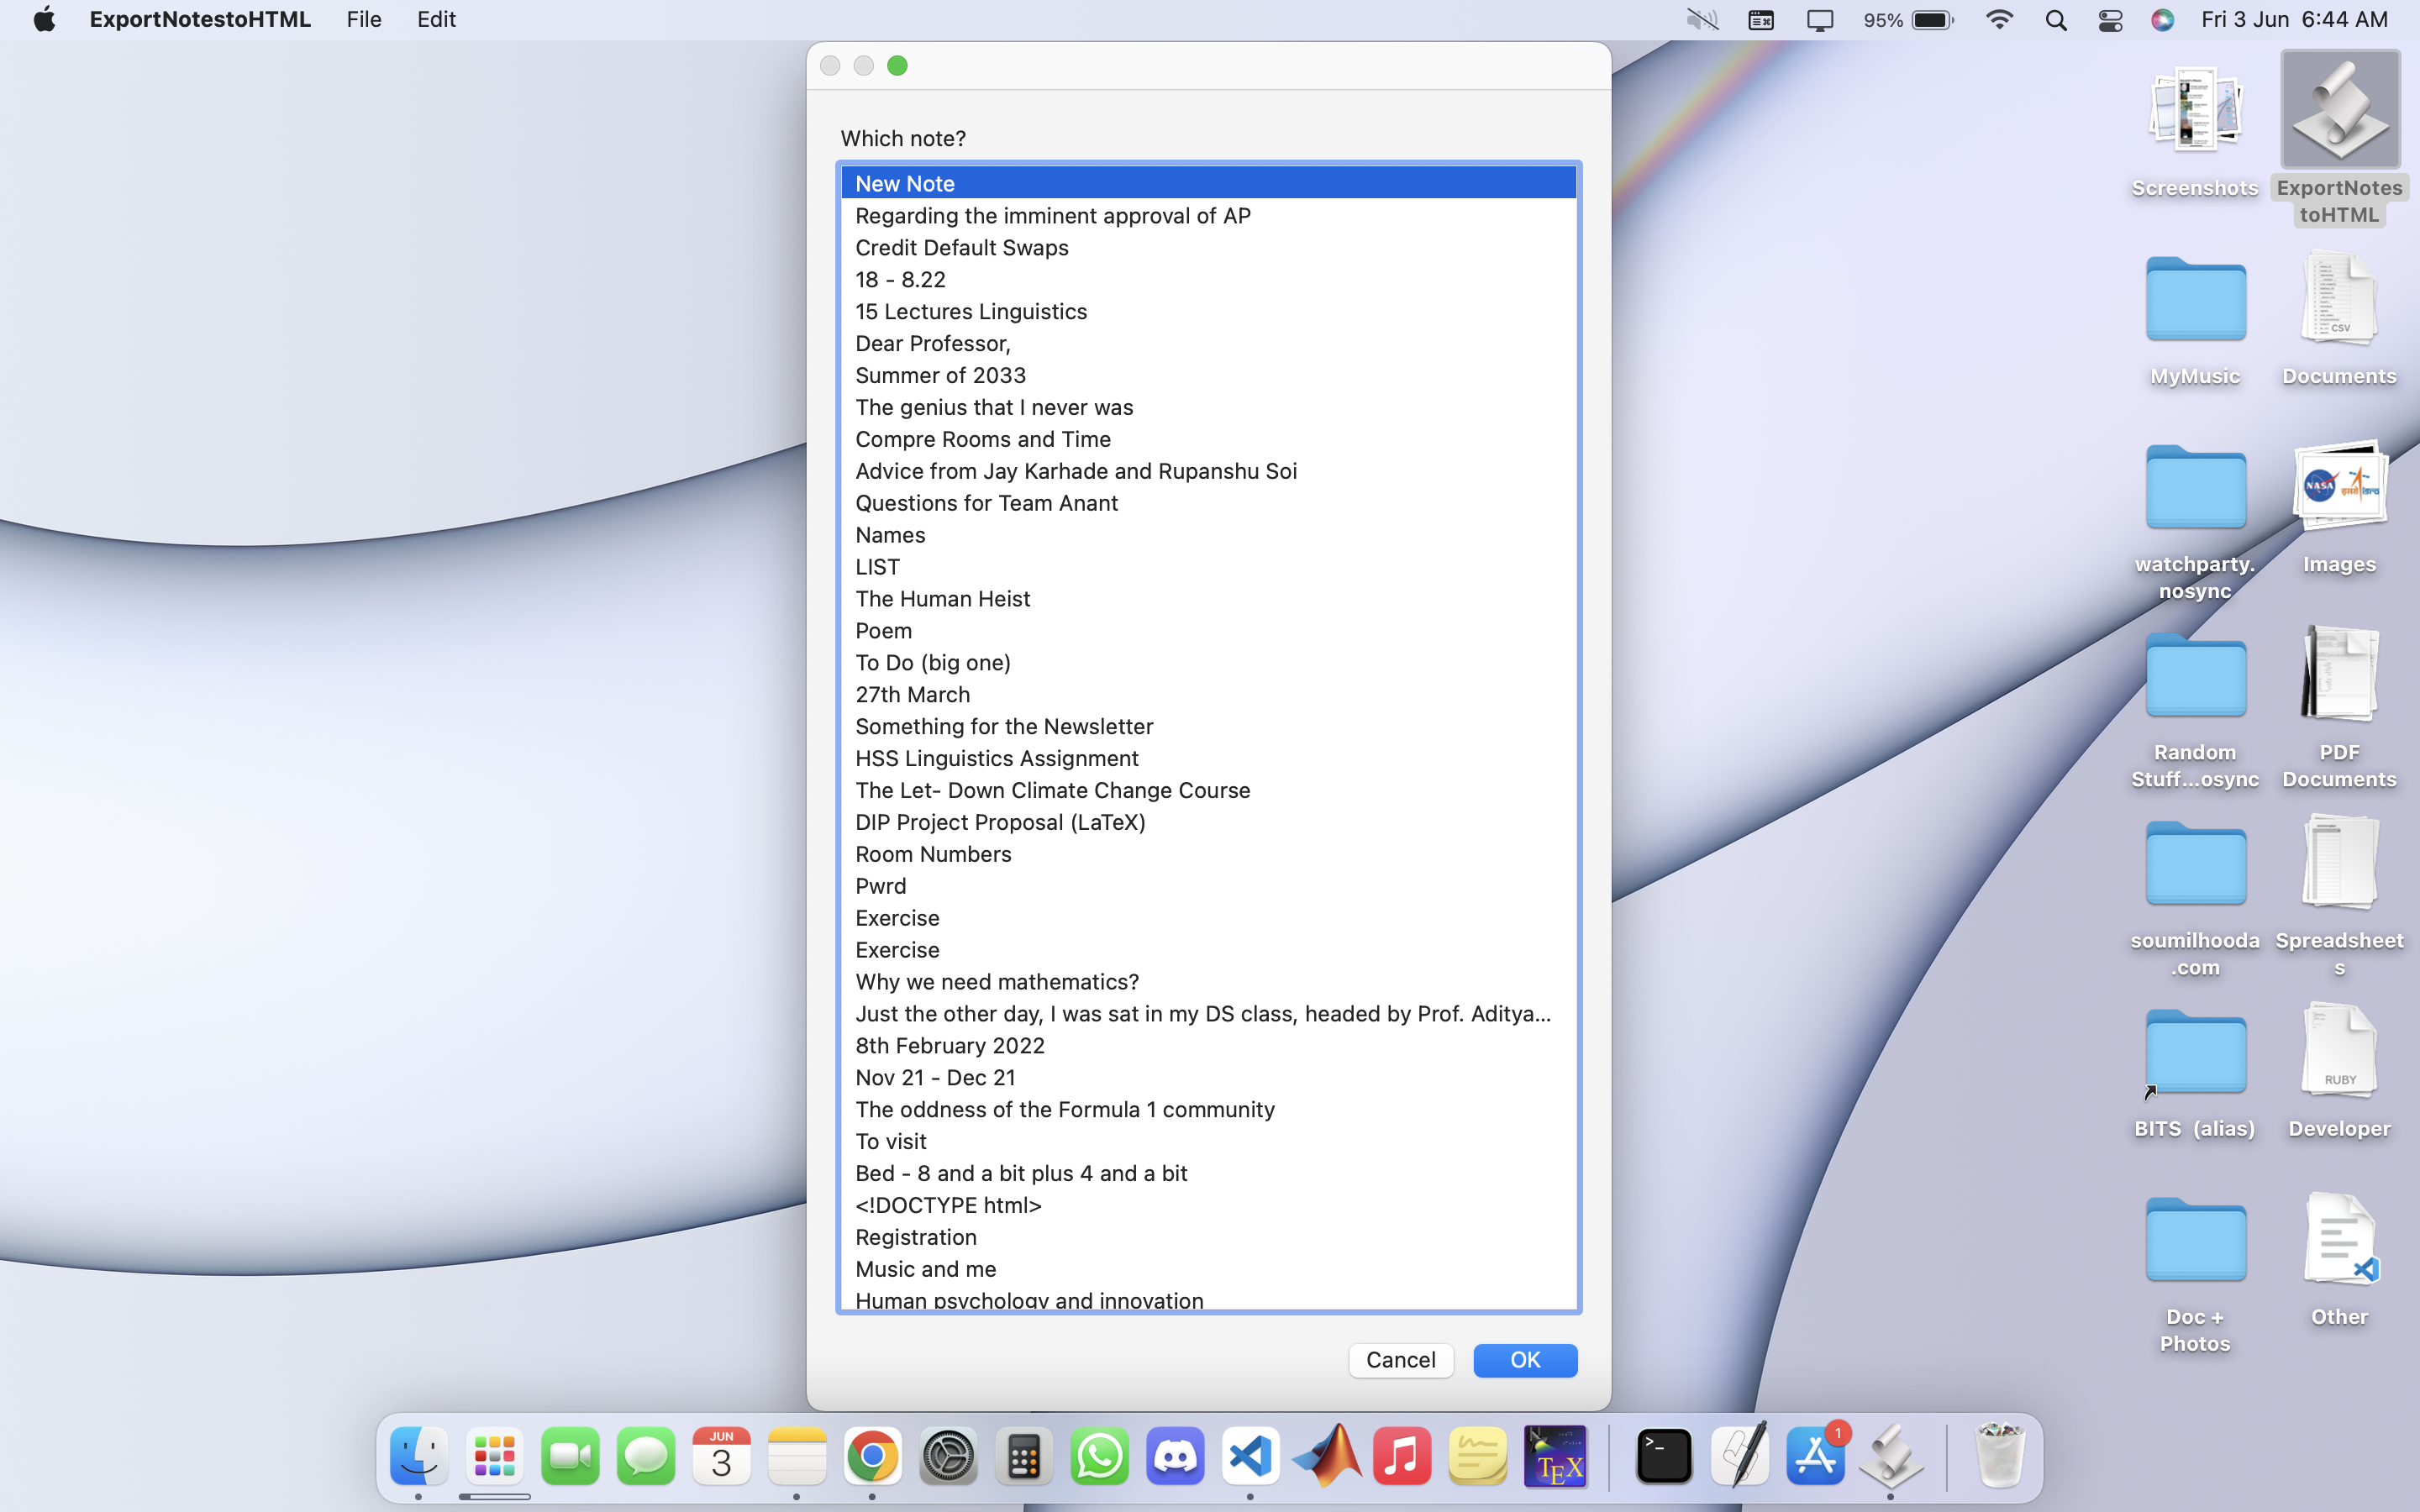 ExportNotestoHTML File Edit 95% Fri 3 Jun 6:44 AM
Which note?
New Note
Regarding the imminent approval of AP
Credit Default Swaps
18 - 8.22
15 Lectures Linguistics
Dear Professor,
Summer of 2033
The genius that I never was
Compre Rooms and Time
Advice from Jay Karhade and Rupanshu Soi
Questions for Team Anant
Names
LIST
The Human Heist
Poem
To Do (big one)
27th March
Something for the Newsletter
HSS Linguistics Assignment
The Let- Down Climate Change Course
DIP Project Proposal (LaTeX)
Room Numbers
Pwrd
Exercise
Exercise
Why we need mathematics?
Just the other day, I was sat in my DS class, headed by Prof. Aditya...
8th February 2022
Nov 21 - Dec 21
The oddness of the Formula 1 community
To visit
Bed - 8 and a bit plus 4 and a bit
<!DOCTYPE html>
Registration
Music and me
Human psychology and innovation
Cancel OK
Screenshots
ExportNotes
toHTML
MyMusic
CSV
Documents
watchparty.
nosync
NASA
Images
Random
Stuff...osync
PDF
Documents
soumilhooda
.com
Spreadsheet
s
BITS (alias)
RUBY
Developer
Doc +
Photos
Other
JUN
3
TEX
>_
1